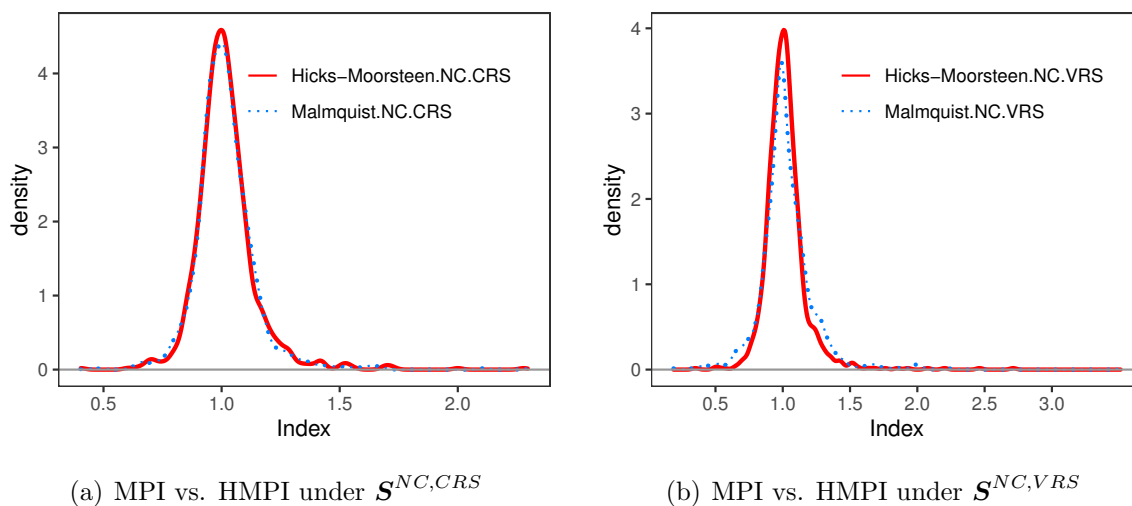 Hicks−Moorsteen.NC.CRS
Malmquist.NC.CRS
density
4
3
2
1
0
0.5 1.0 1.5 2.0
Index
(a) MPI vs. HMPI under S^{NC,CRS}
Hicks−Moorsteen.NC.VRS
Malmquist.NC.VRS
density
4
3
2
1
0
0.5 1.0 1.5 2.0 2.5 3.0
Index
(b) MPI vs. HMPI under S^{NC,VRS}